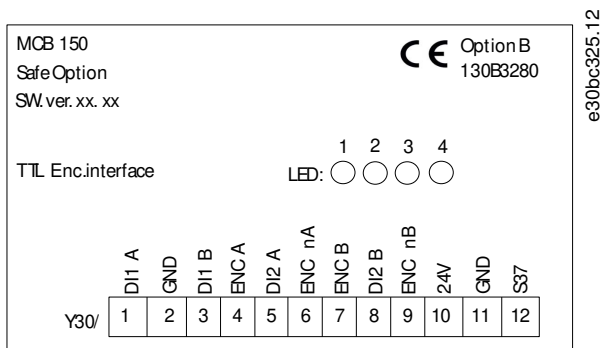 MCB 150
Safe Option
SW. ver. xx. xx
CE Option B
130B3280
TTL Enc.interface
1 2 3 4
LED:
DI1 A GND DI1 B ENC A DI2 A ENC nA ENC B DI2 B ENC nB 24V GND S37
Y30/ 1 2 3 4 5 6 7 8 9 10 11 12
e30bc325.12